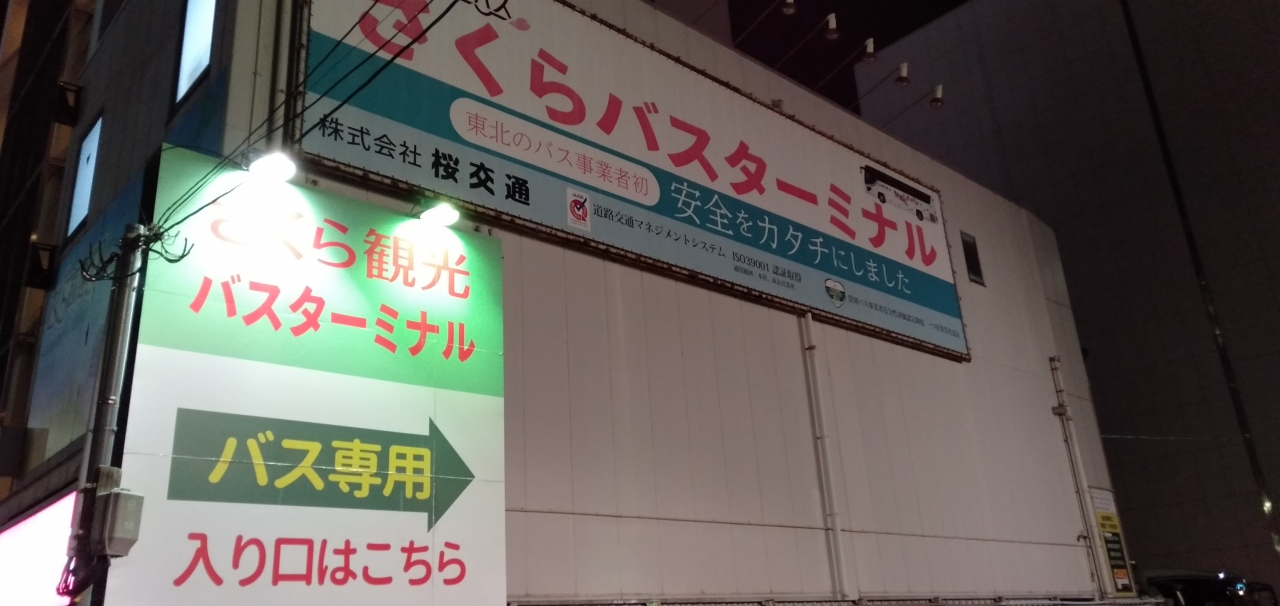 さくらバスターミナル
東北のバス事業者初
安全をカタチにしました
株式会社 桜交通
道路交通マネジメントシステム ISO39001 認証取得
さくら観光
バスターミナル
バス専用
入り口はこちら